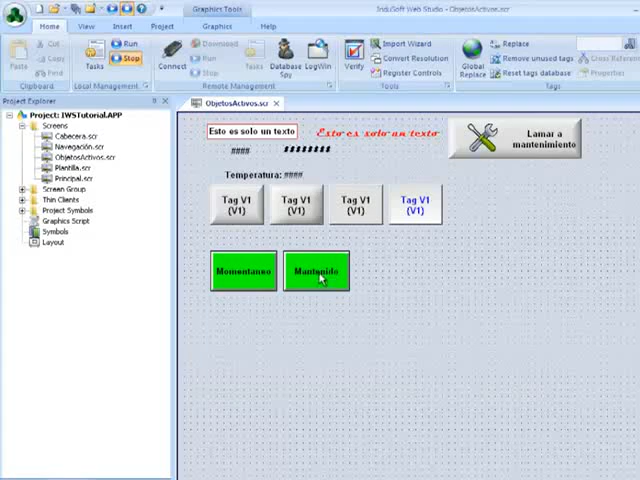 Graphics Tools
InduSoft Web Studio - ObjetosActivos.scr
Home
View
Insert
Project
Graphics
Help
Paste
Cut
Copy
Print
Clipboard
Tasks
Run
Stop
Local Management
Connect
Download
Run
Stop
Remote Management
Tasks
Database Spy
LogWin
Verify
Import Wizard
Convert Resolution
Register Controls
Tools
Global Replace
Replace
Remove unused tags
Reset tags database
Tags
Cross Refere
Properties
Project Explorer
ObjetosActivos.scr
Project: IWSTutorial.APP
Screens
Cabecera.scr
Navegación.scr
ObjetosActivos.scr
Plantilla.scr
Principal.scr
Screen Group
Thin Clients
Project Symbols
Graphics Script
Symbols
Layout
Esto es solo un texto
Esto es solo un texto
Lamar a
mantenimiento
####
########
Temperatura: ####
Tag V1
(V1)
Tag V1
(V1)
Tag V1
(V1)
Tag V1
(V1)
Momentaneo
Mantenido